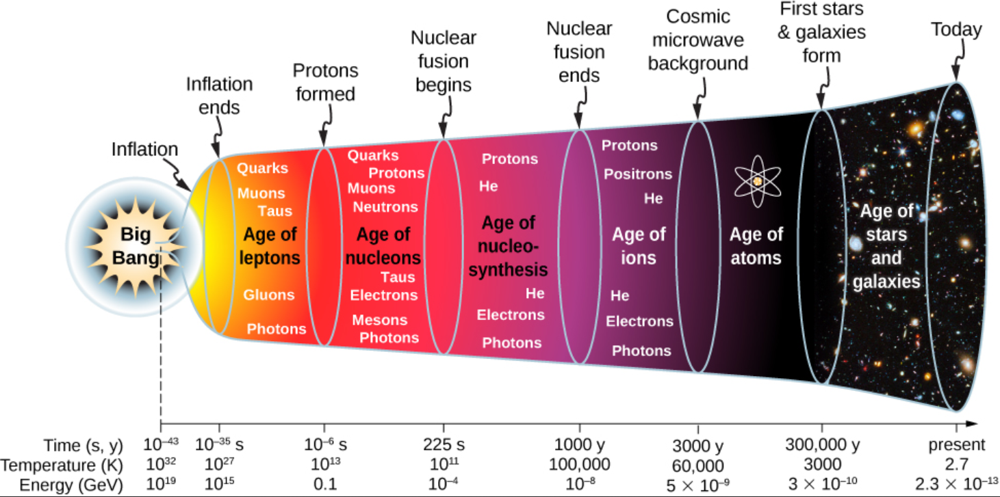 Inflation
Inflation
ends
Protons
formed
Nuclear
fusion
begins
Nuclear
fusion
ends
Cosmic
microwave
background
First stars
& galaxies
form
Today
Big
Bang
Quarks
Muons
Taus
Age of
leptons
Gluons
Photons
Quarks
Protons
Muons
Neutrons
Age of
nucleons
Taus
Electrons
Mesons
Photons
Protons
He
Age of
nucleo-
synthesis
He
Electrons
Photons
Protons
Positrons
He
Age of
ions
He
Electrons
Photons
Age of
atoms
Age of
stars
and
galaxies
Time (s, y) 10⁻⁴³ 10⁻³⁵ s 10⁻⁶ s 225 s 1000 y 3000 y 300,000 y present
Temperature (K) 10³² 10²⁷ 10¹³ 10¹¹ 100,000 60,000 3000 2.7
Energy (GeV) 10¹⁹ 10¹⁵ 0.1 10⁻⁴ 10⁻⁸ 5 × 10⁻⁹ 3 × 10⁻¹⁰ 2.3 × 10⁻¹³